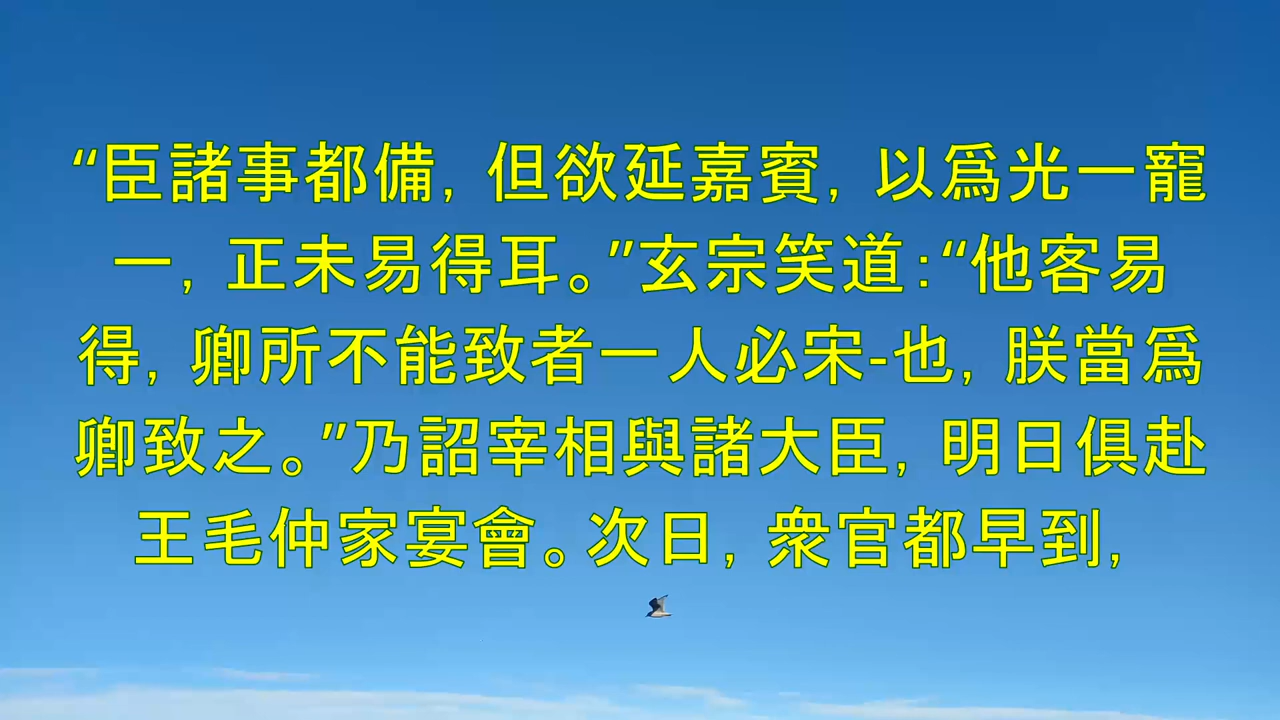 “臣諸事都備，但欲延嘉賓，以爲光一寵
一，正未易得耳。”玄宗笑道：“他客易
得，卿所不能致者一人必宋-也，朕當爲
卿致之。”乃詔宰相與諸大臣，明日俱赴
王毛仲家宴會。次日，衆官都早到，